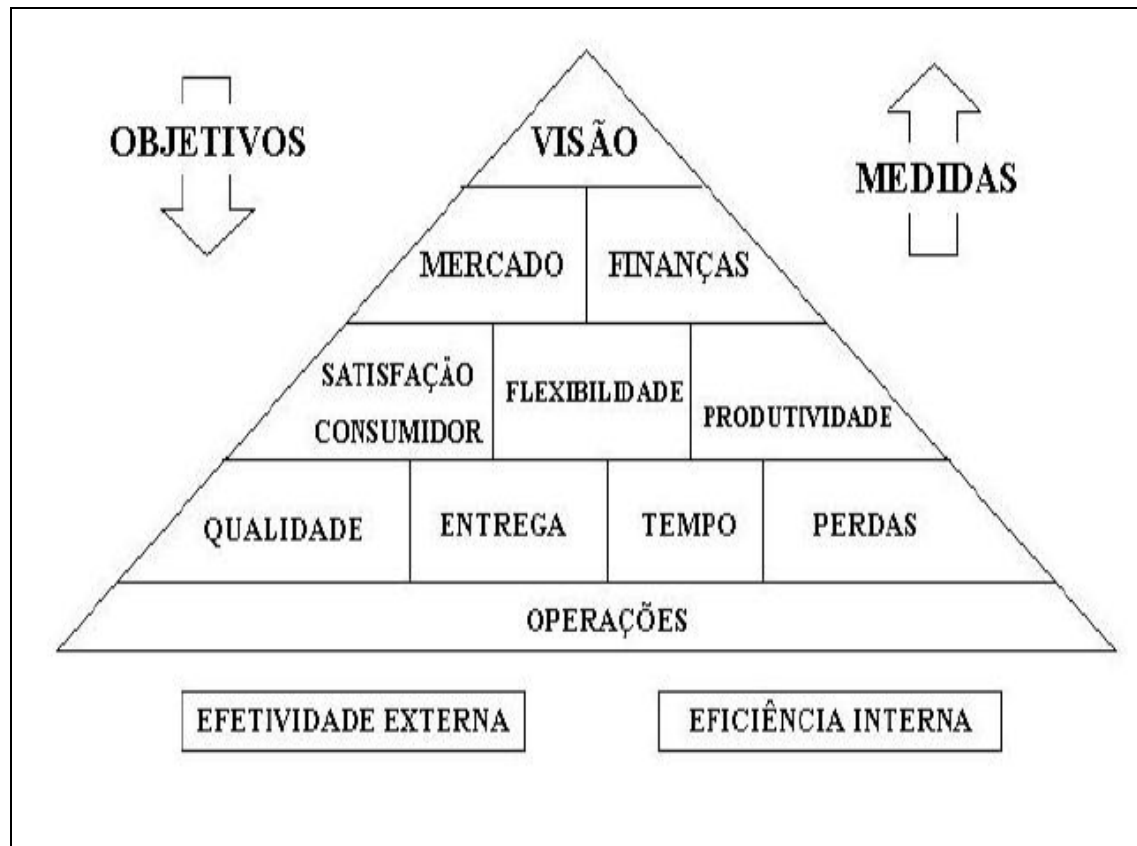 OBJETIVOS
VISÃO
MEDIDAS
MERCADO
FINANÇAS
SATISFAÇÃO
CONSUMIDOR
FLEXIBILIDADE
PRODUTIVIDADE
QUALIDADE
ENTREGA
TEMPO
PERDAS
OPERAÇÕES
EFETIVIDADE EXTERNA
EFICIÊNCIA INTERNA